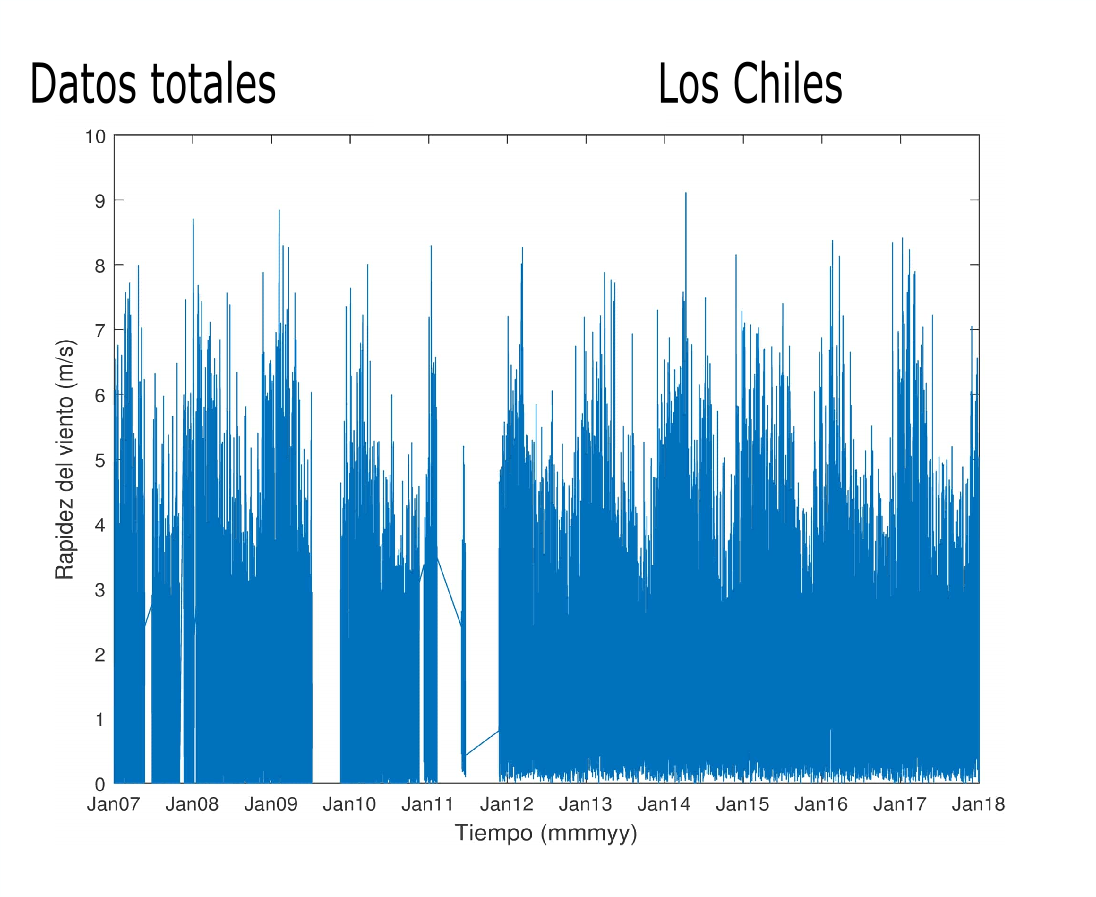 Datos totales
Los Chiles
10
9
8
7
6
5
4
3
2
1
0
Rapidez del viento (m/s)
Jan07 Jan08 Jan09 Jan10 Jan11 Jan12 Jan13 Jan14 Jan15 Jan16 Jan17 Jan18
Tiempo (mmmyy)